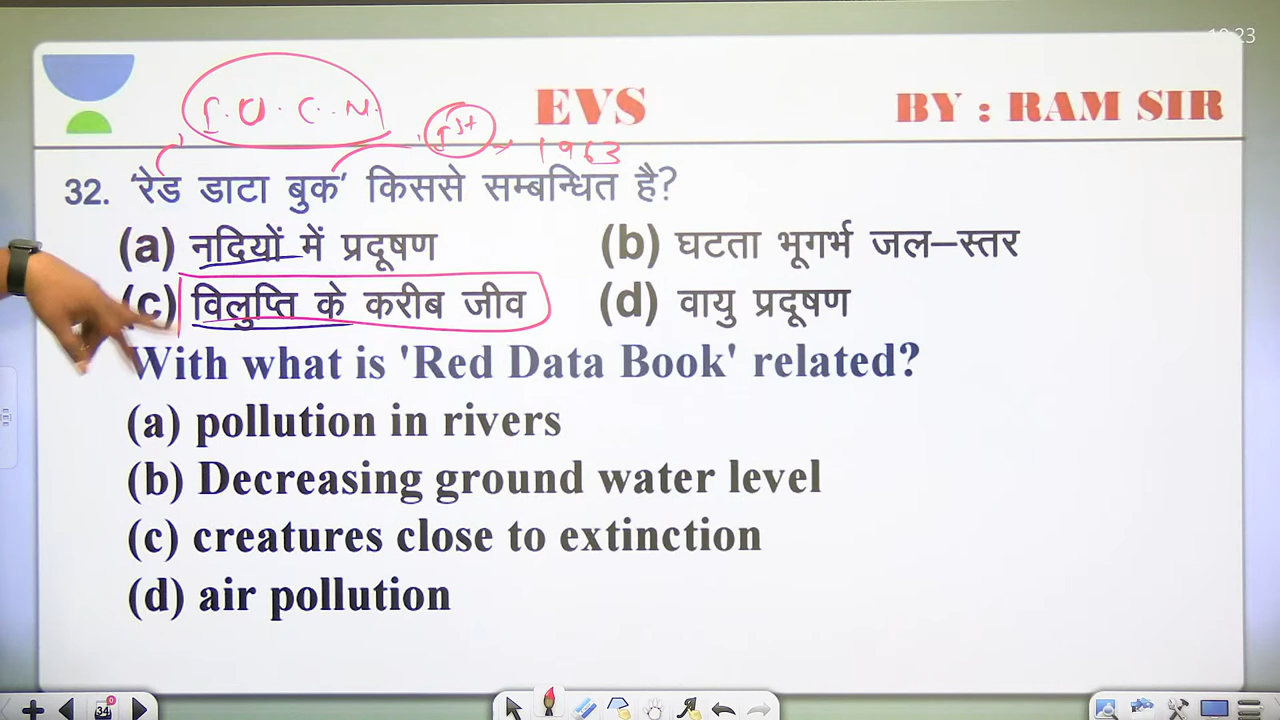 I.U.C.N.
EVS
BY : RAM SIR
1st
1963
32. 'रेड डाटा बुक' किससे सम्बन्धित है?
(a) नदियों में प्रदूषण
(b) घटता भूगर्भ जल–स्तर
(c) विलुप्ति के करीब जीव
(d) वायु प्रदूषण
With what is 'Red Data Book' related?
(a) pollution in rivers
(b) Decreasing ground water level
(c) creatures close to extinction
(d) air pollution
34